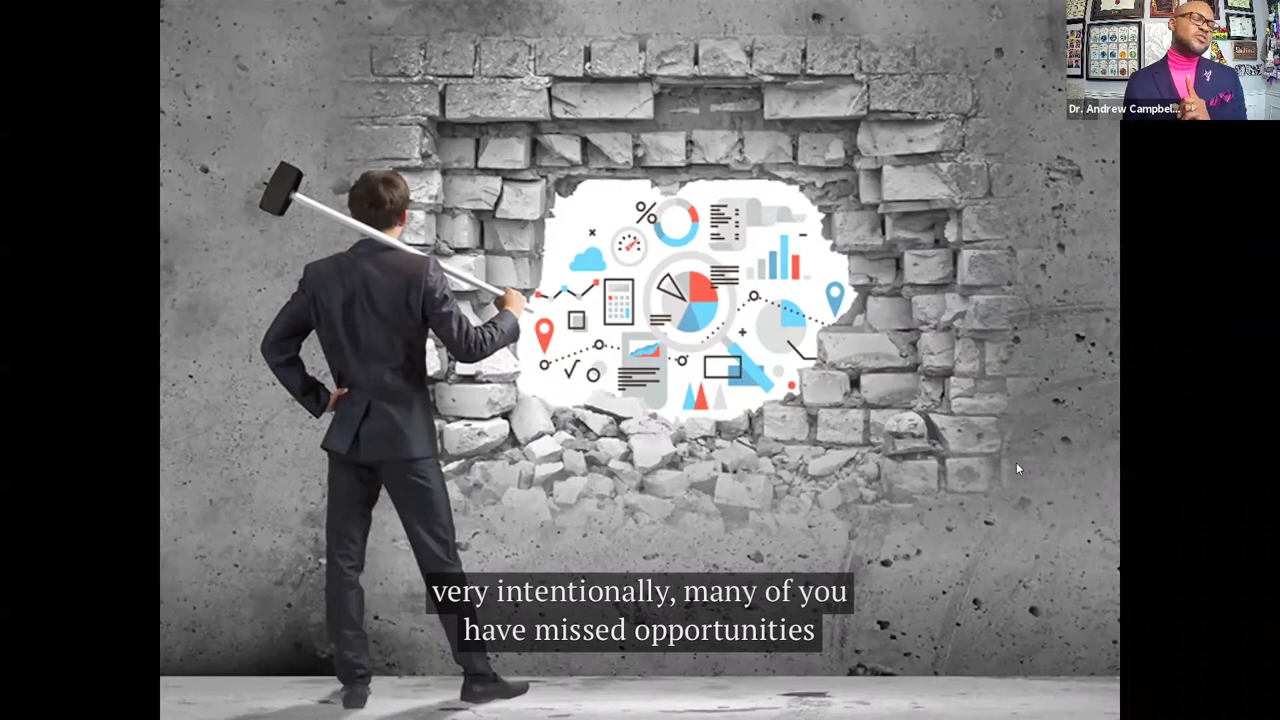 Dr. Andrew Campbel...
%
very intentionally, many of you
have missed opportunities